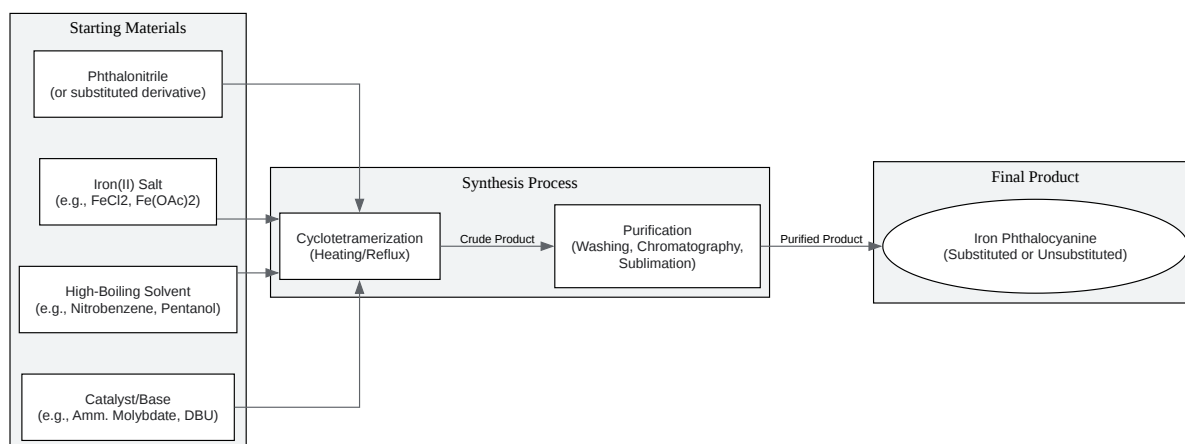 Starting Materials
Phthalonitrile
(or substituted derivative)
Iron(II) Salt
(e.g., FeCl2, Fe(OAc)2)
High-Boiling Solvent
(e.g., Nitrobenzene, Pentanol)
Catalyst/Base
(e.g., Amm. Molybdate, DBU)
Synthesis Process
Cyclotetramerization
(Heating/Reflux)
Crude Product
Purification
(Washing, Chromatography,
Sublimation)
Purified Product
Final Product
Iron Phthalocyanine
(Substituted or Unsubstituted)